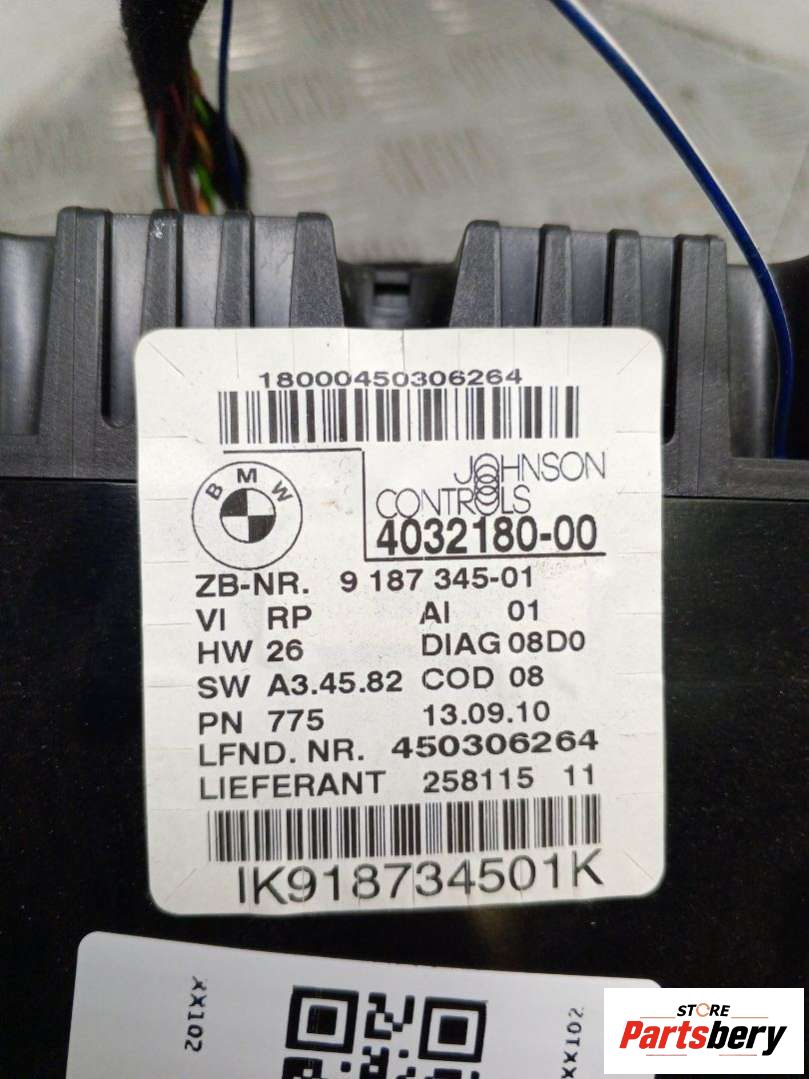 18000450306264
BMW
JOHNSON
CONTROLS
4032180-00
ZB-NR. 9 187 345-01
VI RP AI 01
HW 26 DIAG 08D0
SW A3.45.82 COD 08
PN 775 13.09.10
LFND. NR. 450306264
LIEFERANT 258115 11
IK918734501K
XX102
XX102
STORE
Partsbery